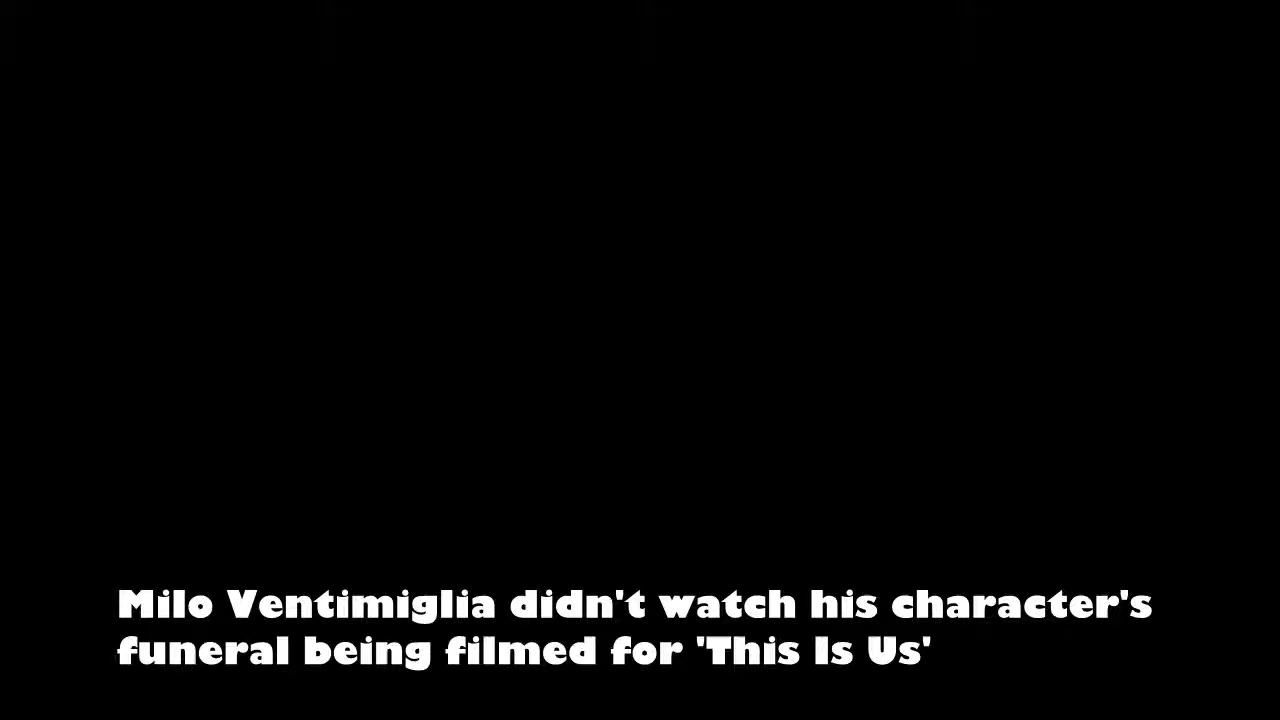 Milo Ventimiglia didn't watch his character's
funeral being filmed for 'This Is Us'